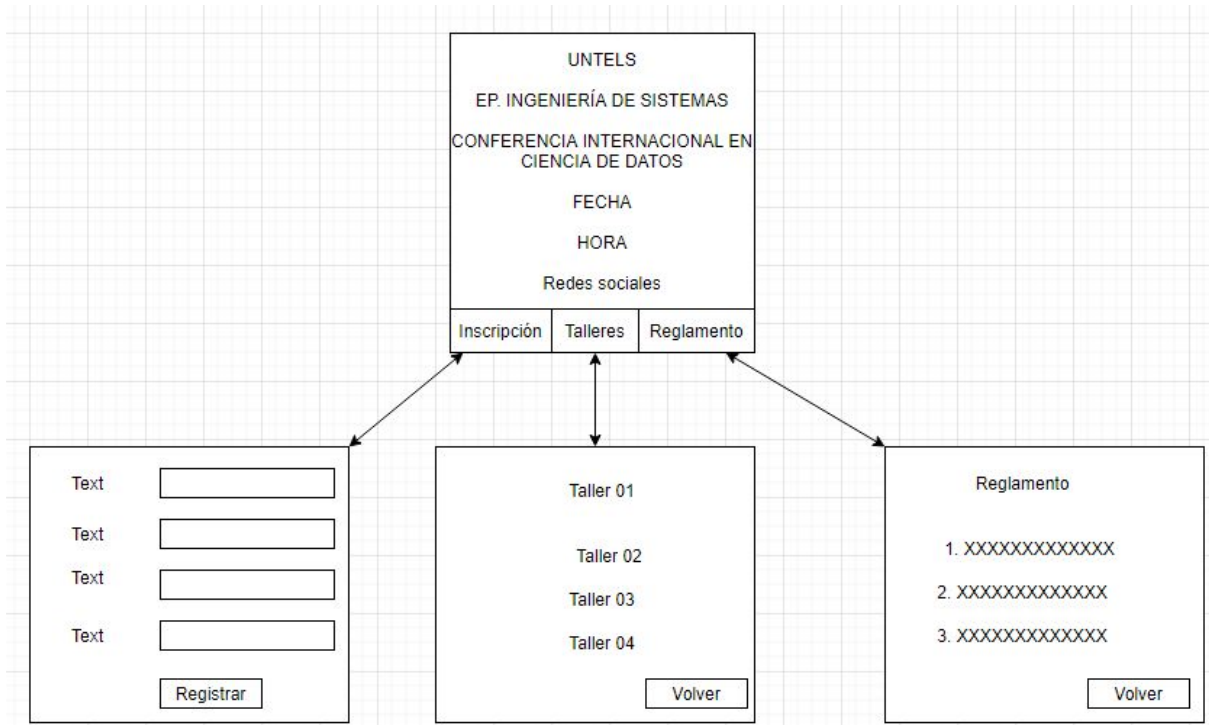 UNTELS
EP. INGENIERÍA DE SISTEMAS
CONFERENCIA INTERNACIONAL EN
CIENCIA DE DATOS
FECHA
HORA
Redes sociales
Inscripción
Talleres
Reglamento
Text
Text
Text
Text
Registrar
Taller 01
Taller 02
Taller 03
Taller 04
Volver
Reglamento
1. XXXXXXXXXXXXX
2. XXXXXXXXXXXXX
3. XXXXXXXXXXXXX
Volver